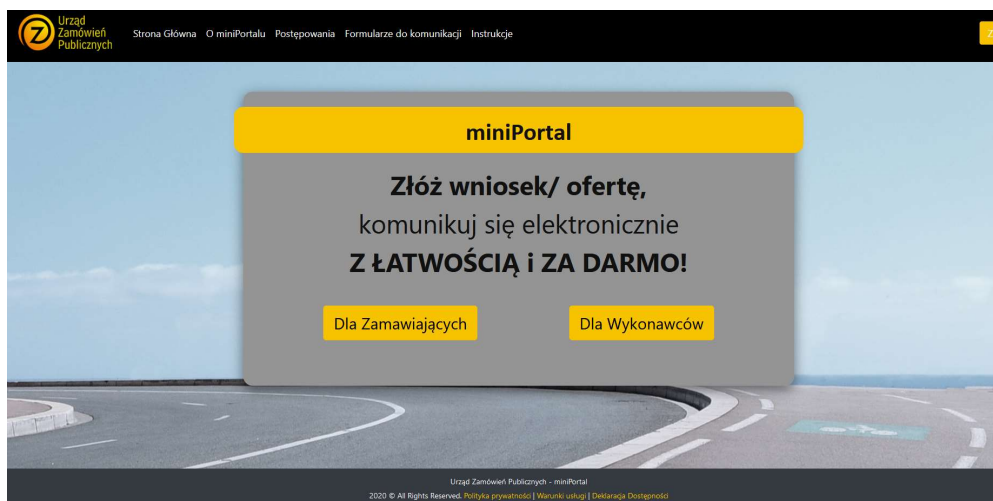 Urząd
Zamówień
Publicznych
Strona Główna O miniPortalu Postępowania Formularze do komunikacji Instrukcje
miniPortal
Złóż wniosek/ ofertę,
komunikuj się elektronicznie
Z ŁATWOŚCIĄ i ZA DARMO!
Dla Zamawiających Dla Wykonawców
Urząd Zamówień Publicznych - miniPortal
2020 © All Rights Reserved. Polityka prywatności | Warunki usługi | Deklaracja Dostępności